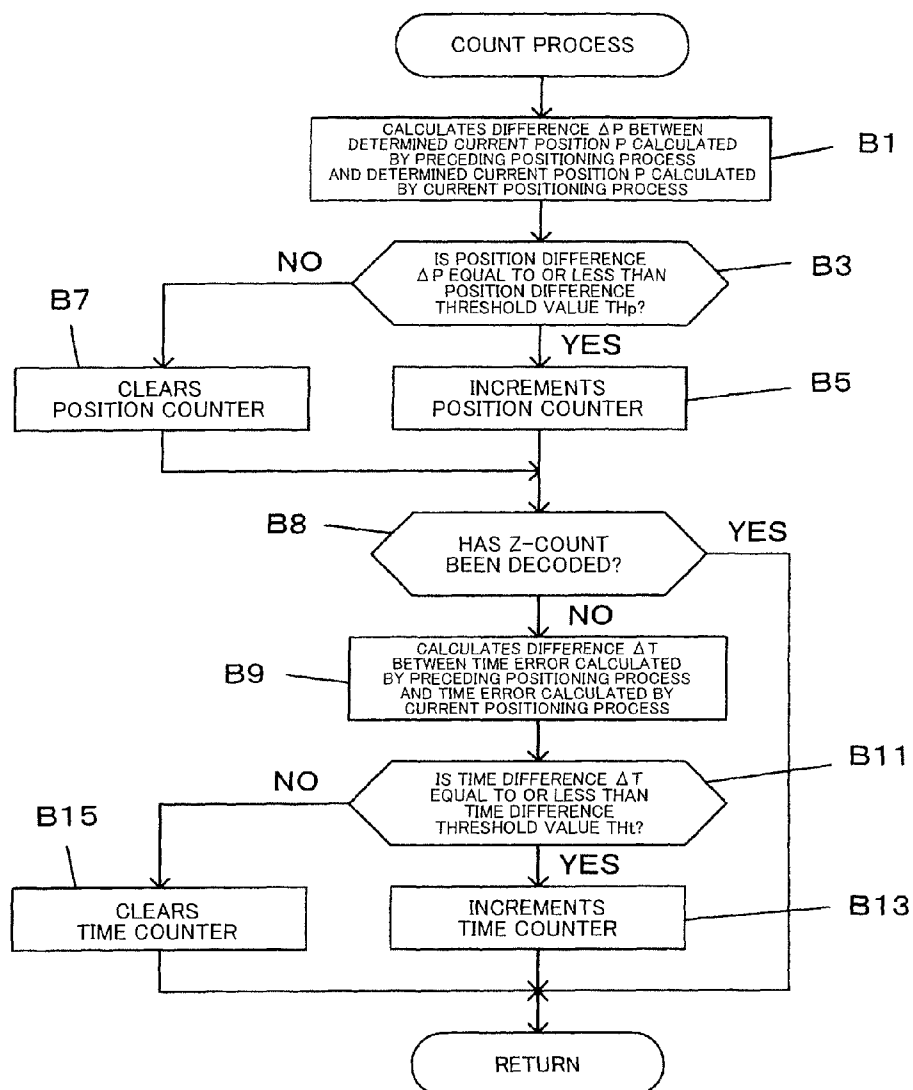 COUNT PROCESS
CALCULATES DIFFERENCE ΔP BETWEEN
DETERMINED CURRENT POSITION P CALCULATED
BY PRECEDING POSITIONING PROCESS
AND DETERMINED CURRENT POSITION P CALCULATED
BY CURRENT POSITIONING PROCESS
B1
IS POSITION DIFFERENCE
ΔP EQUAL TO OR LESS THAN
POSITION DIFFERENCE
THRESHOLD VALUE THp?
B3
NO
YES
B7
CLEARS
POSITION COUNTER
INCREMENTS
POSITION COUNTER
B5
B8
HAS Z-COUNT
BEEN DECODED?
YES
NO
B9
CALCULATES DIFFERENCE ΔT
BETWEEN TIME ERROR CALCULATED
BY PRECEDING POSITIONING PROCESS
AND TIME ERROR CALCULATED BY
CURRENT POSITIONING PROCESS
B11
IS TIME DIFFERENCE ΔT
EQUAL TO OR LESS THAN
TIME DIFFERENCE
THRESHOLD VALUE THt?
NO
YES
B15
CLEARS
TIME COUNTER
INCREMENTS
TIME COUNTER
B13
RETURN